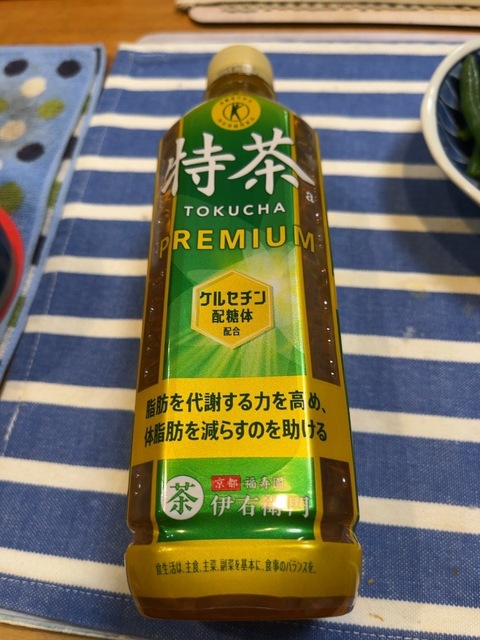 特茶
a
TOKUCHA
PREMIUM
ケルセチン
配糖体
配合
脂肪を代謝する力を高め、
体脂肪を減らすのを助ける
茶
京都 福寿園
伊右衛門
食生活は、主食、主菜、副菜を基本に、食事のバランスを。